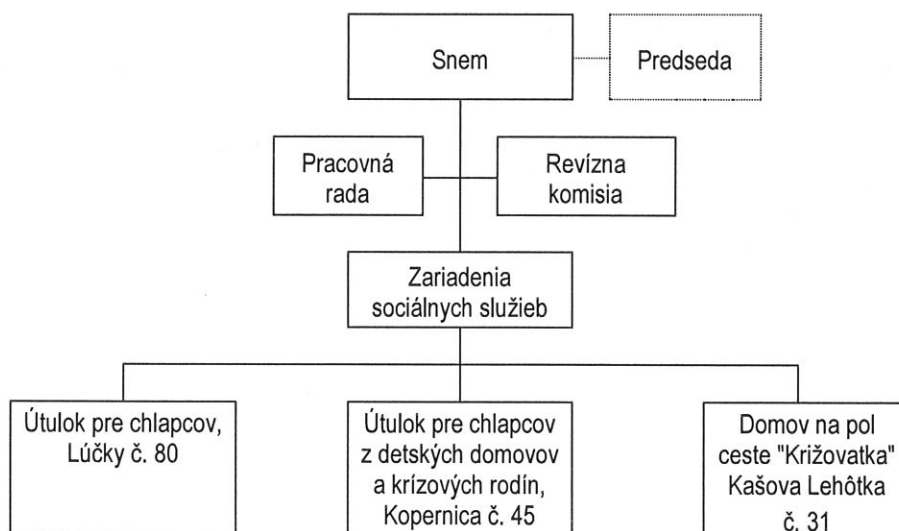 Snem
Predseda
Pracovná
rada
Revízna
komisia
Zariadenia
sociálnych služieb
Útulok pre chlapcov,
Lúčky č. 80
Útulok pre chlapcov
z detských domovov
a krízových rodín,
Kopernica č. 45
Domov na pol
ceste "Križovatka"
Kašova Lehôtka
č. 31